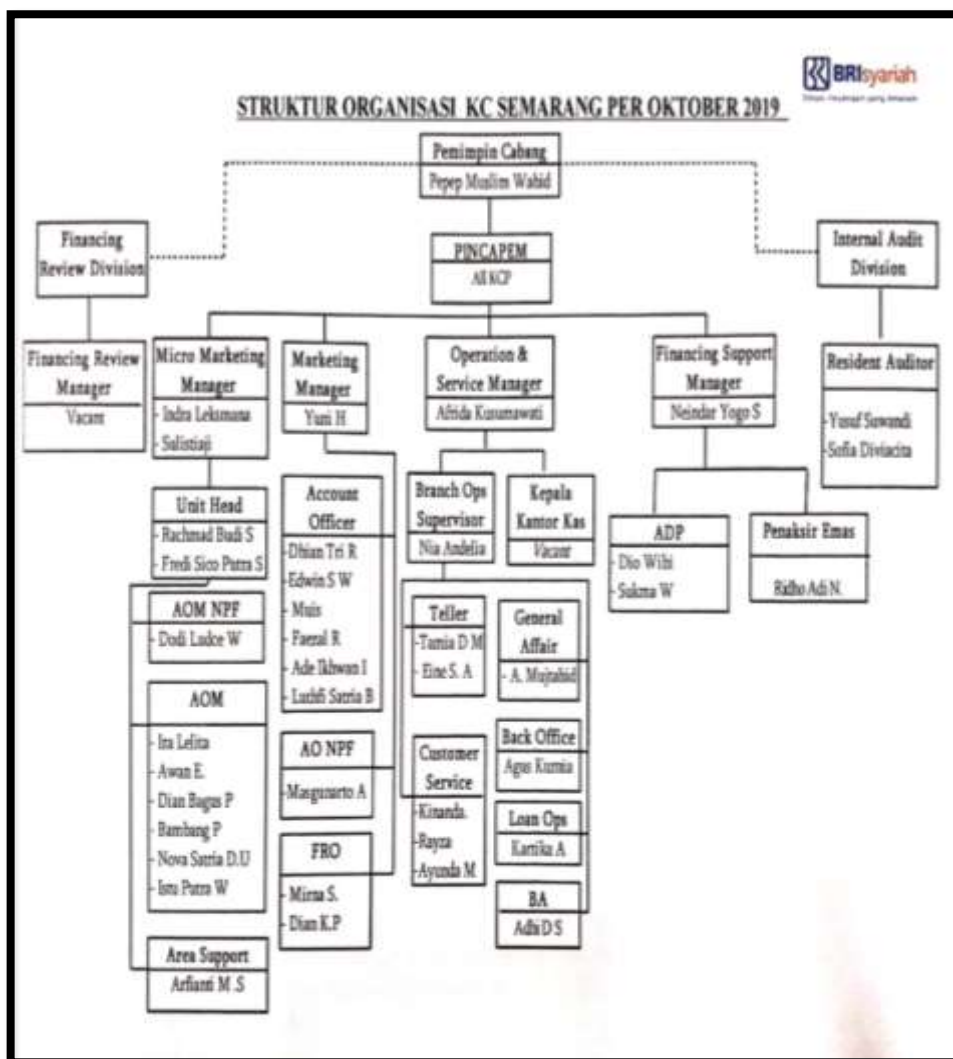 BRIsyariah
STRUKTUR ORGANISASI KC SEMARANG PER OKTOBER 2019
Pemimpin Cabang
Pepep Muslim Wahid
PINCAPEM
All KCP
Financing
Review Division
Internal Audit
Division
Financing Review
Manager
Vacant
Micro Marketing
Manager
- Indra Leksmana
- Sulistiaji
Marketing
Manager
Yuni H
Operation &
Service Manager
Afrida Kusumawati
Financing Support
Manager
Neindar Yogo S
Resident Auditor
-Yusuf Suwandi
-Sofia Diviacita
Unit Head
- Rachmad Budi S
- Fredi Sico Putra S
Account
Officer
- Dhian Tri R
-Edwin S W
- Muis
- Faezal R
- Ade Ikhwan I
- Luthfi Satria B
Branch Ops
Supervisor
Nia Andelia
Kepala
Kantor Kas
Vacant
ADP
- Dio Wibi
- Sukma W
Penaksir Emas
Ridho Adi N.
AOM NPF
- Dodi Ludce W
Teller
-Tamia D M
- Eine S. A
General
Affair
- A. Mujtahid
AOM
- Ira Lelita
- Awan E.
- Dian Bagus P
- Bambang P
- Nova Satria D.U
- Istu Putra W
AO NPF
- Masgunarto A
Customer
Service
-Kinanda.
-Rayza
-Ayunda M
Back Office
Agus Kurnia
Loan Ops
Kartika A
FRO
- Mirna S.
- Dian K.P
BA
Adhi D S
Area Support
Arfianti M .S